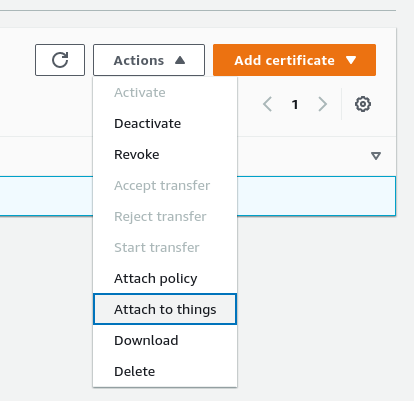 Actions
Add certificate
1
Activate
Deactivate
Revoke
Accept transfer
Reject transfer
Start transfer
Attach policy
Attach to things
Download
Delete